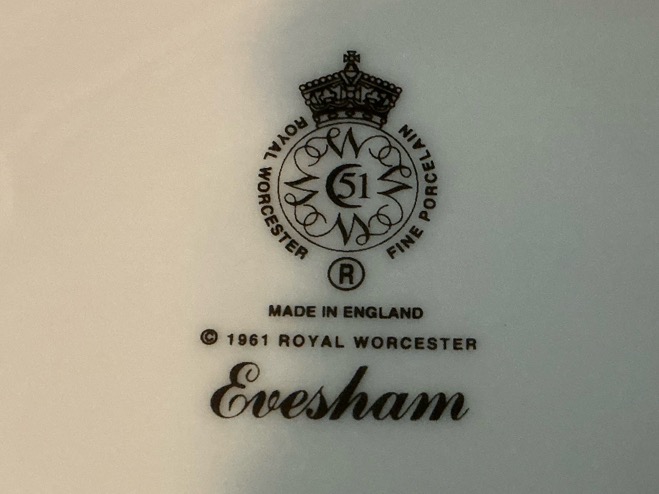 ROYAL WORCESTER
FINE PORCELAIN
51
®
MADE IN ENGLAND
© 1961 ROYAL WORCESTER
Evesham